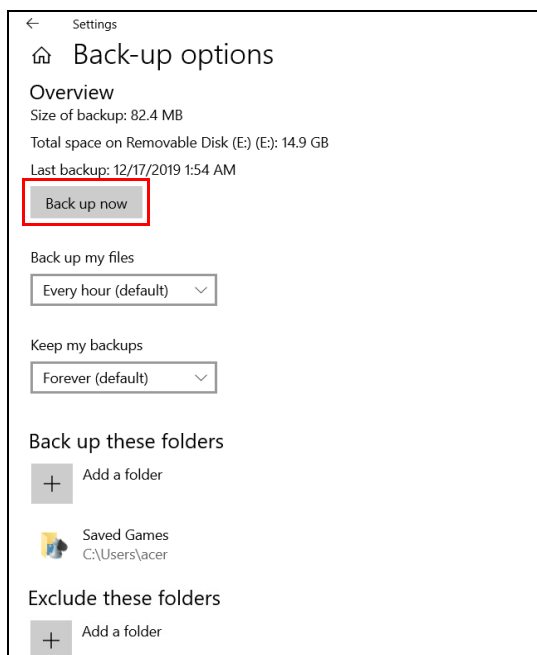 Settings
Back-up options
Overview
Size of backup: 82.4 MB
Total space on Removable Disk (E:) (E:): 14.9 GB
Last backup: 12/17/2019 1:54 AM
Back up now
Back up my files
Every hour (default)
Keep my backups
Forever (default)
Back up these folders
Add a folder
Saved Games
C:\Users\acer
Exclude these folders
Add a folder